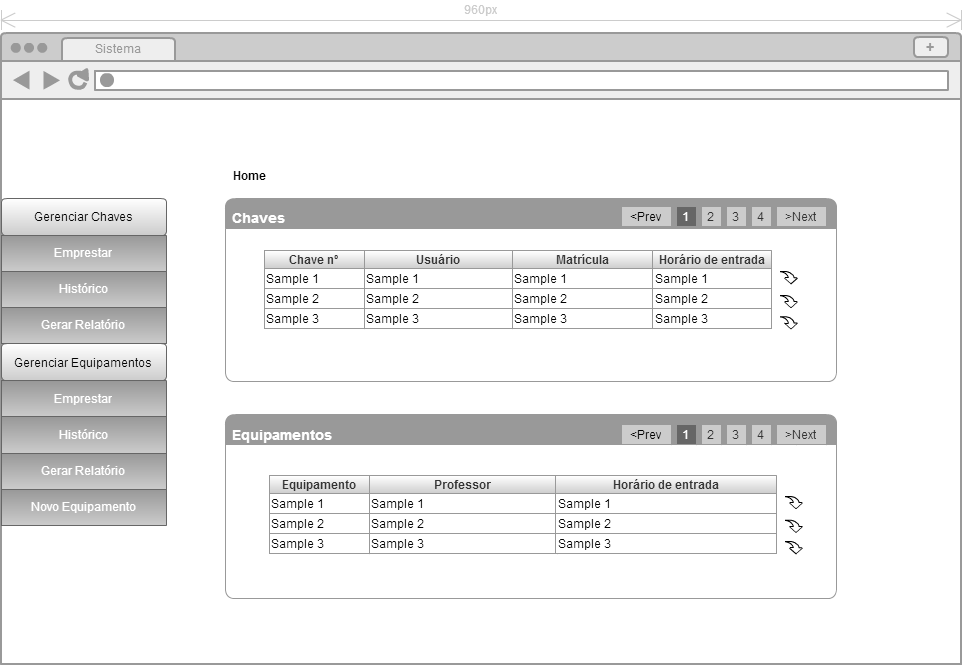 960px
Sistema
+
Home
Gerenciar Chaves
Emprestar
Histórico
Gerar Relatório
Gerenciar Equipamentos
Emprestar
Histórico
Gerar Relatório
Novo Equipamento
Chaves <Prev 1 2 3 4 >Next
Chave nº Usuário Matrícula Horário de entrada
Sample 1 Sample 1 Sample 1 Sample 1
Sample 2 Sample 2 Sample 2 Sample 2
Sample 3 Sample 3 Sample 3 Sample 3
Equipamentos <Prev 1 2 3 4 >Next
Equipamento Professor Horário de entrada
Sample 1 Sample 1 Sample 1
Sample 2 Sample 2 Sample 2
Sample 3 Sample 3 Sample 3